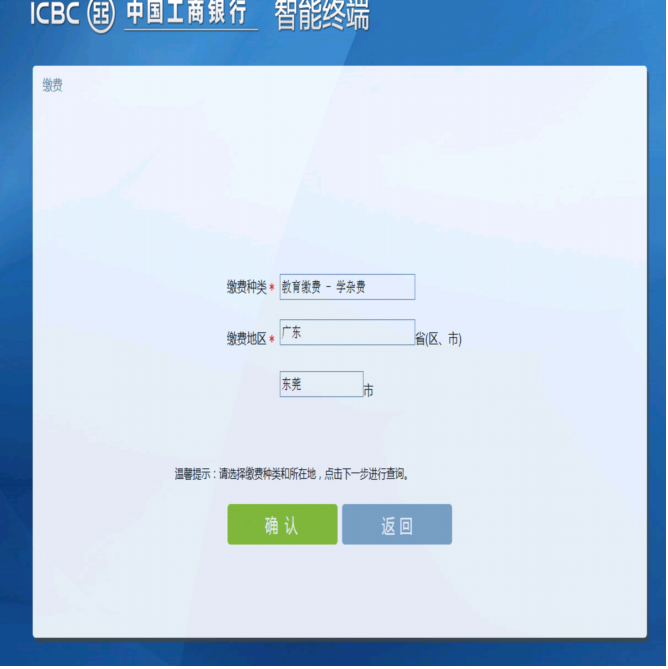 ICBC 中国工商银行 智能终端
缴费
缴费种类* 教育缴费 - 学杂费
缴费地区* 广东 省(区、市)
东莞 市
温馨提示：请选择缴费种类和所在地，点击下一步进行查询。
确认 返回